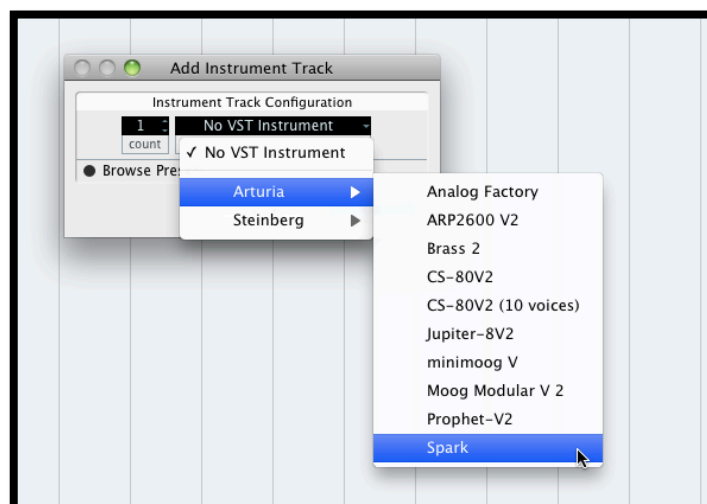 Add Instrument Track
Instrument Track Configuration
1 No VST Instrument
count
✓ No VST Instrument
Browse
Arturia
Steinberg
Analog Factory
ARP2600 V2
Brass 2
CS-80V2
CS-80V2 (10 voices)
Jupiter-8V2
minimoog V
Moog Modular V 2
Prophet-V2
Spark